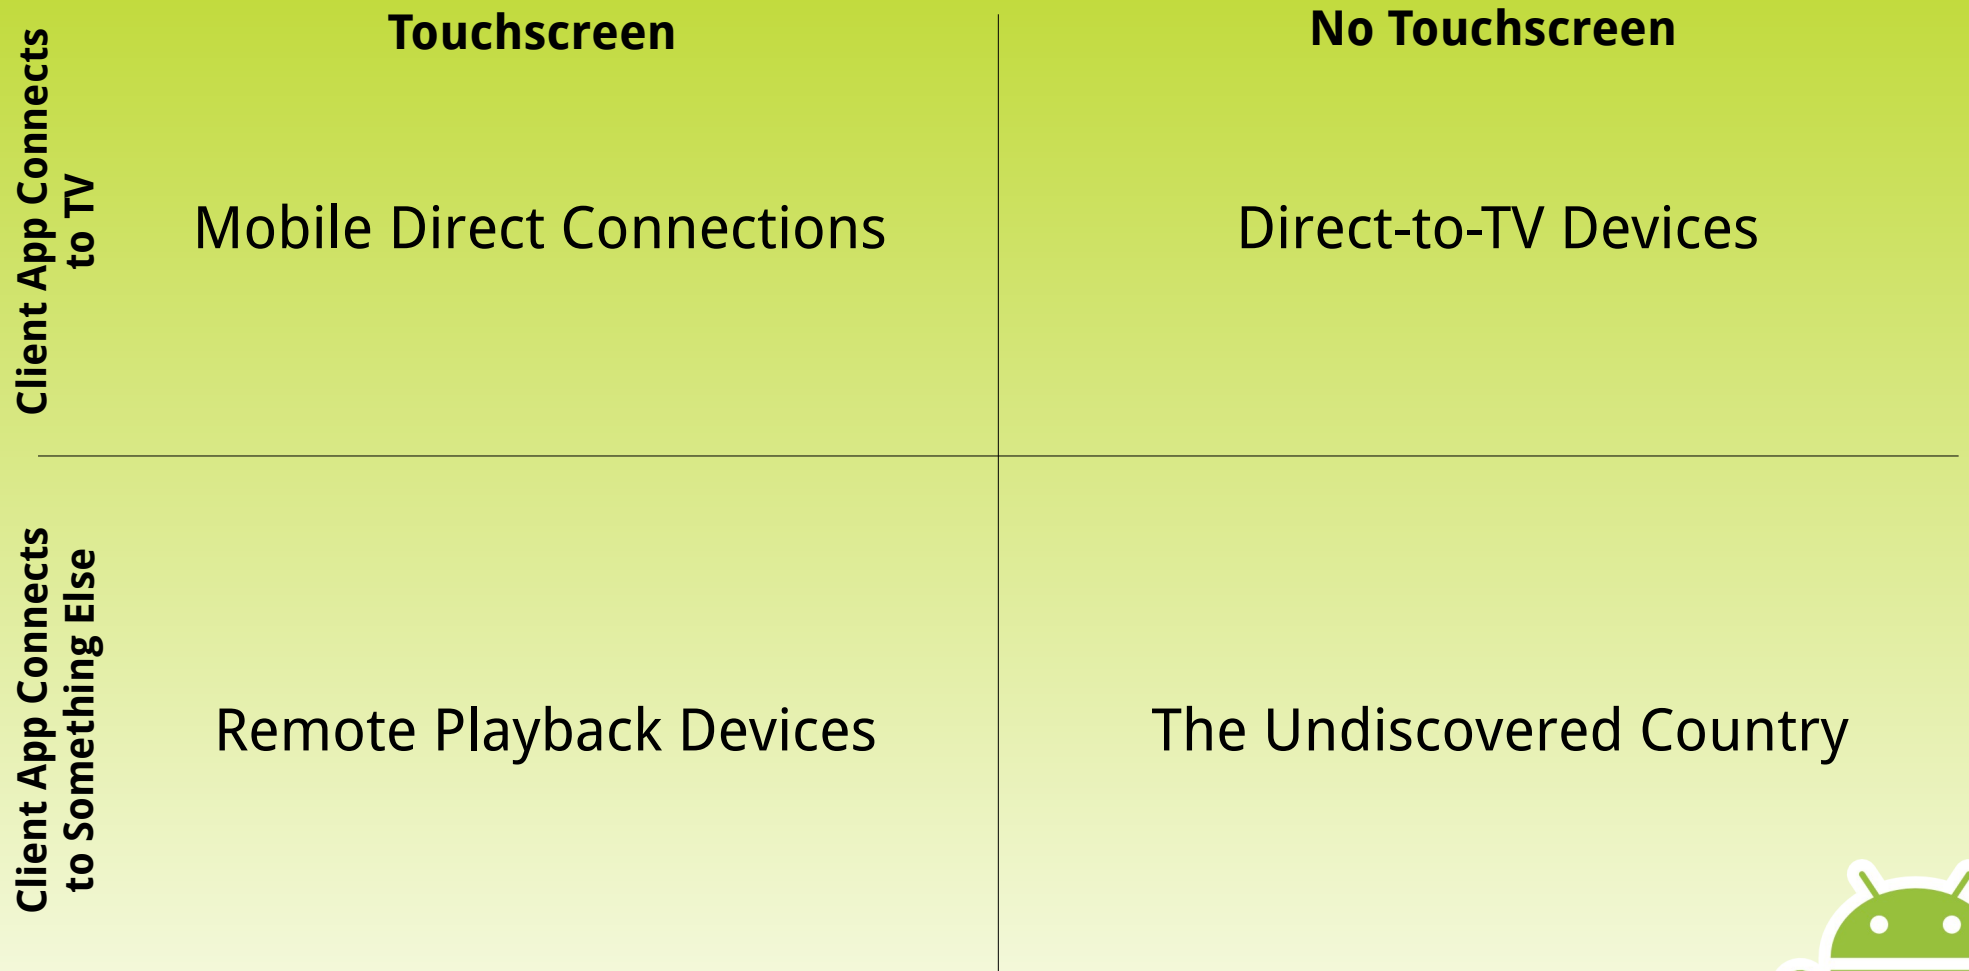 Touchscreen
No Touchscreen
Client App Connects
to TV
Mobile Direct Connections
Direct-to-TV Devices
Client App Connects
to Something Else
Remote Playback Devices
The Undiscovered Country